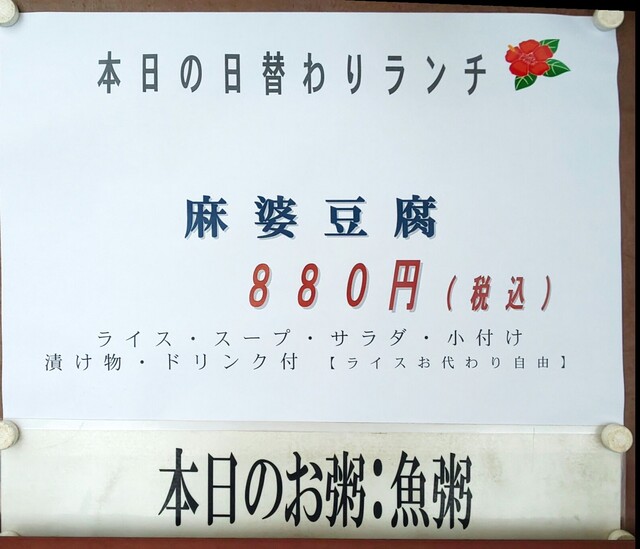 本日の日替わりランチ
麻婆豆腐
880円(税込)
ライス・スープ・サラダ・小付け
漬け物・ドリンク付 【ライスお代わり自由】
本日のお粥:魚粥